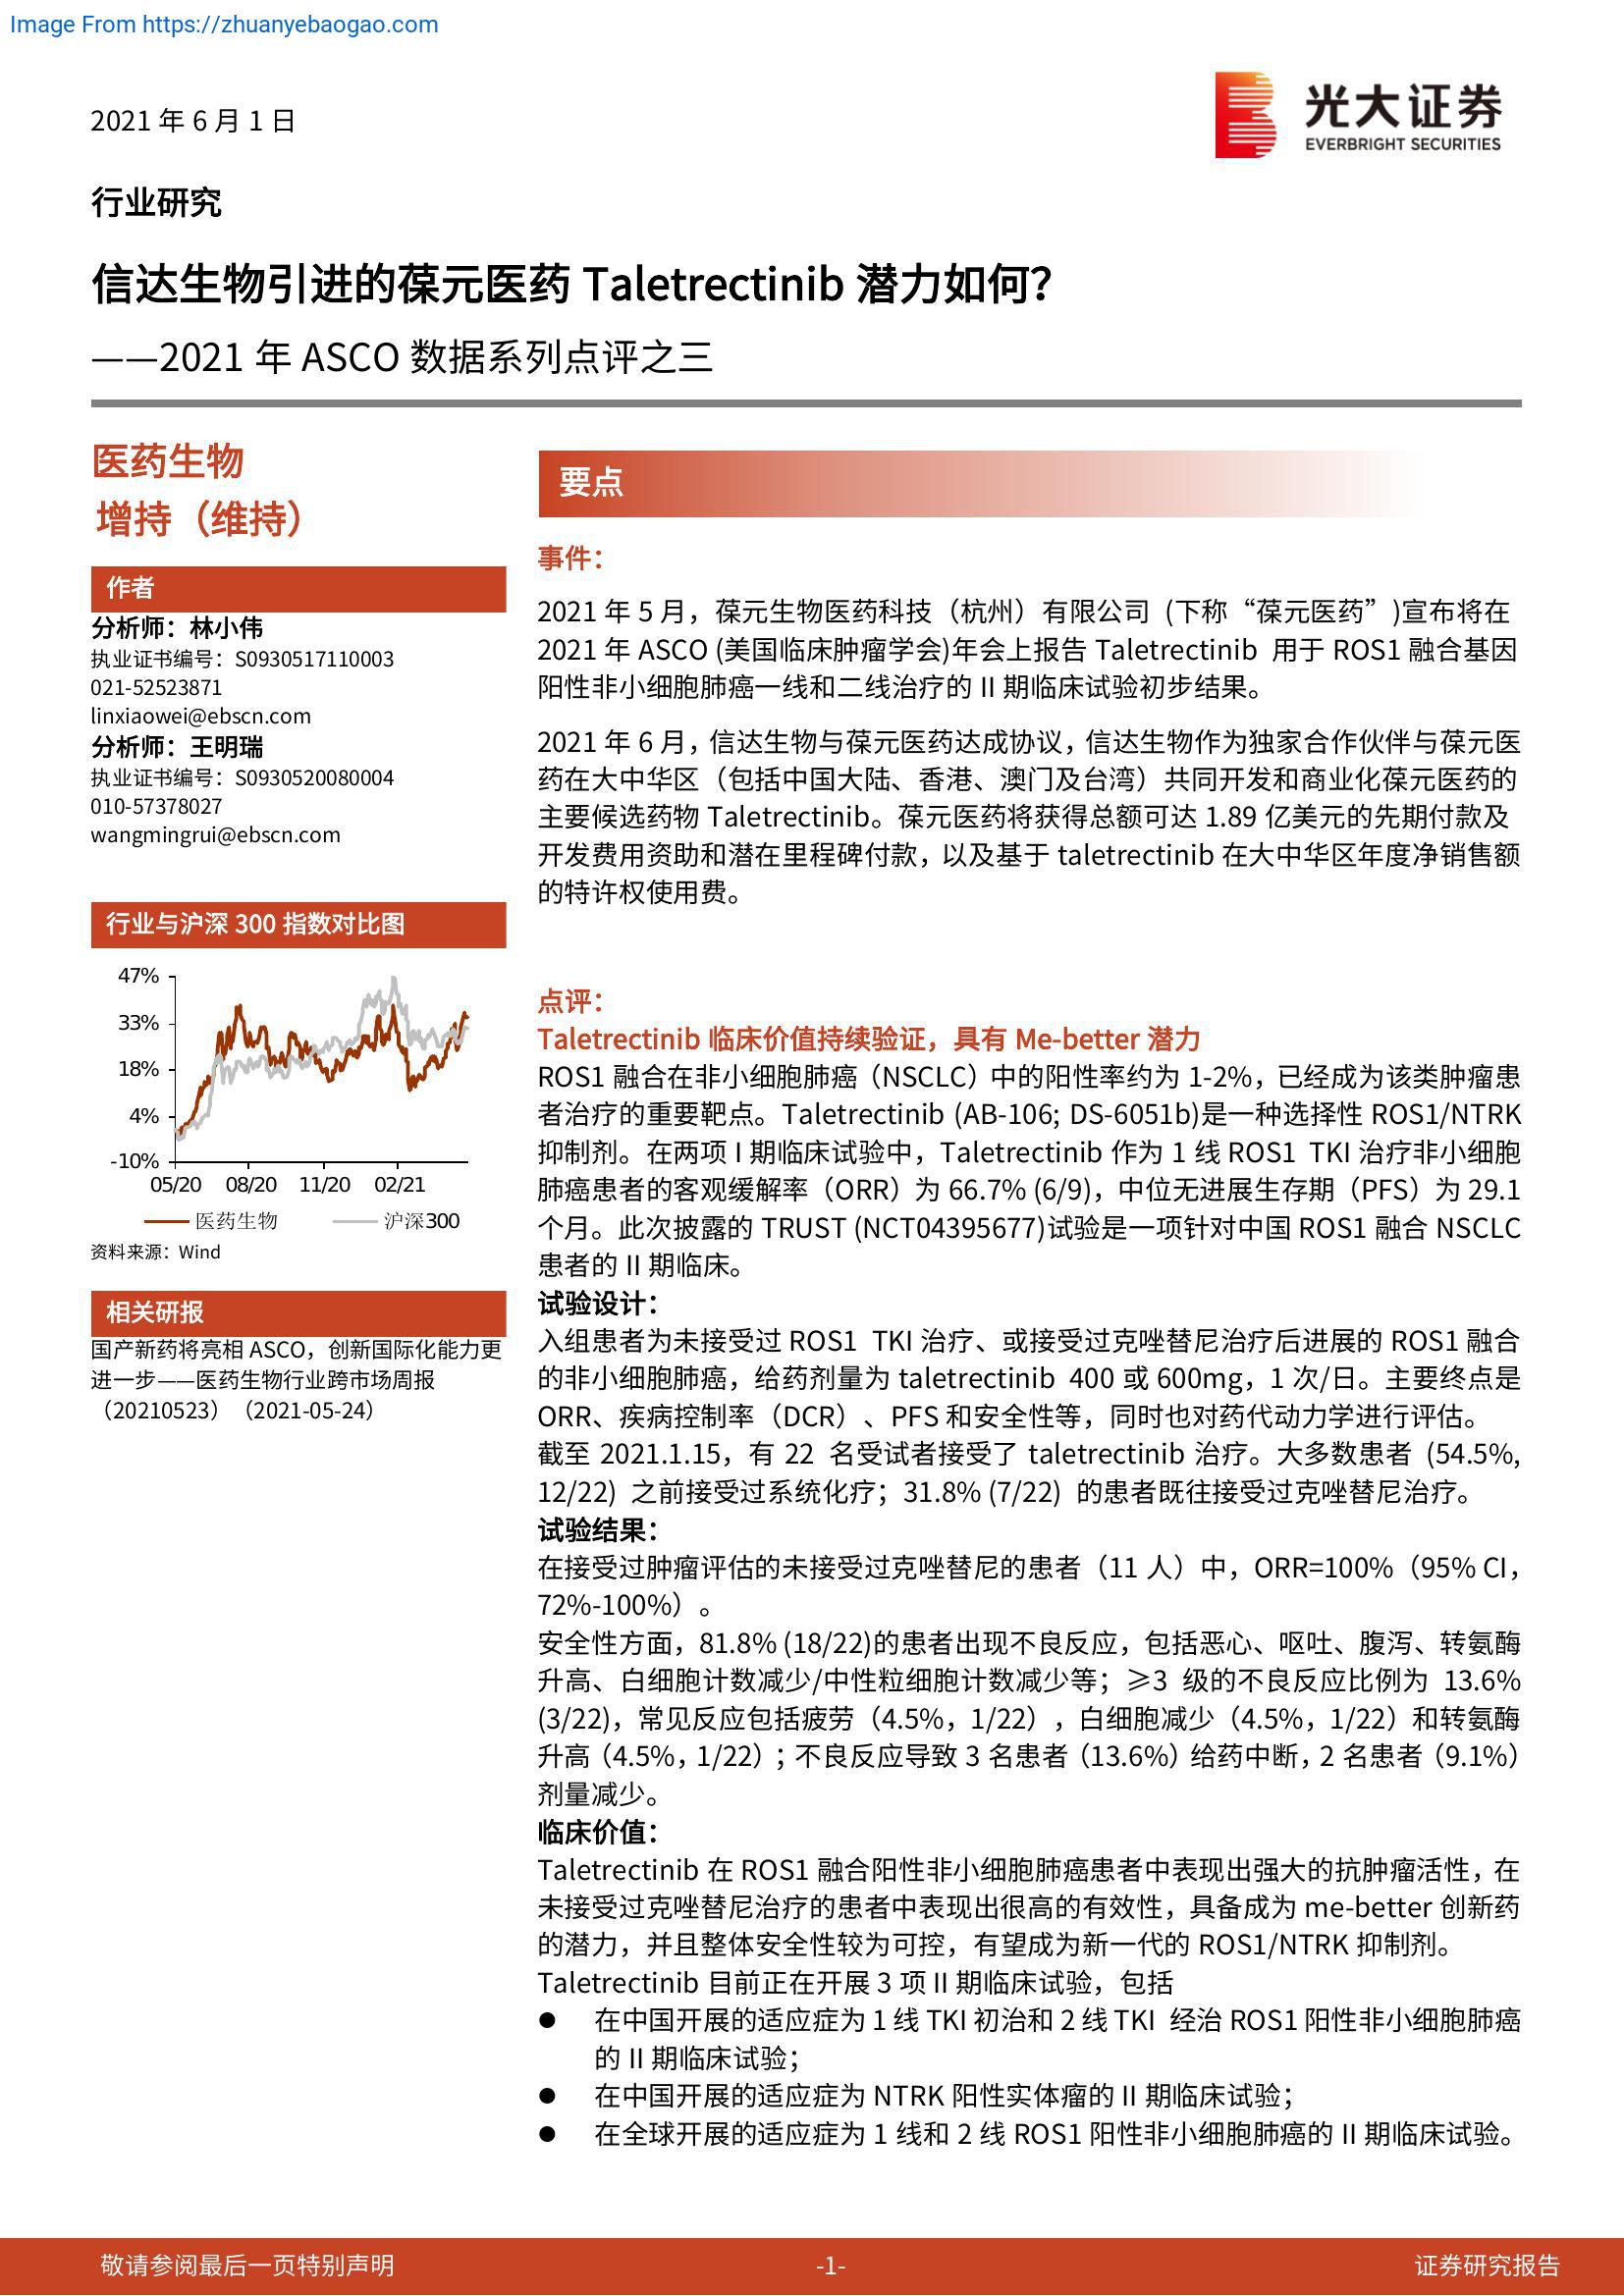 Image From https://zhuanyebaogao.com
2021 年 6 月 1 日
光大证券
EVERBRIGHT SECURITIES
行业研究
信达生物引进的葆元医药 Taletrectinib 潜力如何?
——2021 年 ASCO 数据系列点评之三
医药生物
增持（维持）
作者
分析师：林小伟
执业证书编号：S0930517110003
021-52523871
linxiaowei@ebscn.com
分析师：王明瑞
执业证书编号：S0930520080004
010-57378027
wangmingrui@ebscn.com
行业与沪深 300 指数对比图
47%
33%
18%
4%
-10%
05/20 08/20 11/20 02/21
医药生物 沪深300
资料来源：Wind
相关研报
国产新药将亮相 ASCO，创新国际化能力更
进一步——医药生物行业跨市场周报
（20210523）（2021-05-24）
要点
事件：
2021 年 5 月，葆元生物医药科技（杭州）有限公司 (下称“葆元医药”)宣布将在
2021 年 ASCO (美国临床肿瘤学会)年会上报告 Taletrectinib 用于 ROS1 融合基因
阳性非小细胞肺癌一线和二线治疗的 II 期临床试验初步结果。
2021 年 6 月，信达生物与葆元医药达成协议，信达生物作为独家合作伙伴与葆元医
药在大中华区（包括中国大陆、香港、澳门及台湾）共同开发和商业化葆元医药的
主要候选药物 Taletrectinib。葆元医药将获得总额可达 1.89 亿美元的先期付款及
开发费用资助和潜在里程碑付款，以及基于 taletrectinib 在大中华区年度净销售额
的特许权使用费。
点评：
Taletrectinib 临床价值持续验证，具有 Me-better 潜力
ROS1 融合在非小细胞肺癌（NSCLC）中的阳性率约为 1-2%，已经成为该类肿瘤患
者治疗的重要靶点。Taletrectinib (AB-106; DS-6051b)是一种选择性 ROS1/NTRK
抑制剂。在两项 I 期临床试验中，Taletrectinib 作为 1 线 ROS1 TKI 治疗非小细胞
肺癌患者的客观缓解率（ORR）为 66.7% (6/9)，中位无进展生存期（PFS）为 29.1
个月。此次披露的 TRUST (NCT04395677)试验是一项针对中国 ROS1 融合 NSCLC
患者的 II 期临床。
试验设计：
入组患者为未接受过 ROS1 TKI 治疗、或接受过克唑替尼治疗后进展的 ROS1 融合
的非小细胞肺癌，给药剂量为 taletrectinib 400 或 600mg，1 次/日。主要终点是
ORR、疾病控制率（DCR）、PFS 和安全性等，同时也对药代动力学进行评估。
截至 2021.1.15，有 22 名受试者接受了 taletrectinib 治疗。大多数患者 (54.5%,
12/22) 之前接受过系统化疗；31.8% (7/22) 的患者既往接受过克唑替尼治疗。
试验结果：
在接受过肿瘤评估的未接受过克唑替尼的患者（11 人）中，ORR=100%（95% CI，
72%-100%）。
安全性方面，81.8% (18/22)的患者出现不良反应，包括恶心、呕吐、腹泻、转氨酶
升高、白细胞计数减少/中性粒细胞计数减少等；≥3 级的不良反应比例为 13.6%
(3/22)，常见反应包括疲劳（4.5%，1/22），白细胞减少（4.5%，1/22）和转氨酶
升高（4.5%，1/22）；不良反应导致 3 名患者（13.6%）给药中断，2 名患者（9.1%）
剂量减少。
临床价值：
Taletrectinib 在 ROS1 融合阳性非小细胞肺癌患者中表现出强大的抗肿瘤活性，在
未接受过克唑替尼治疗的患者中表现出很高的有效性，具备成为 me-better 创新药
的潜力，并且整体安全性较为可控，有望成为新一代的 ROS1/NTRK 抑制剂。
Taletrectinib 目前正在开展 3 项 II 期临床试验，包括
● 在中国开展的适应症为 1 线 TKI 初治和 2 线 TKI 经治 ROS1 阳性非小细胞肺癌
的 II 期临床试验；
● 在中国开展的适应症为 NTRK 阳性实体瘤的 II 期临床试验；
● 在全球开展的适应症为 1 线和 2 线 ROS1 阳性非小细胞肺癌的 II 期临床试验。
敬请参阅最后一页特别声明 -1- 证券研究报告